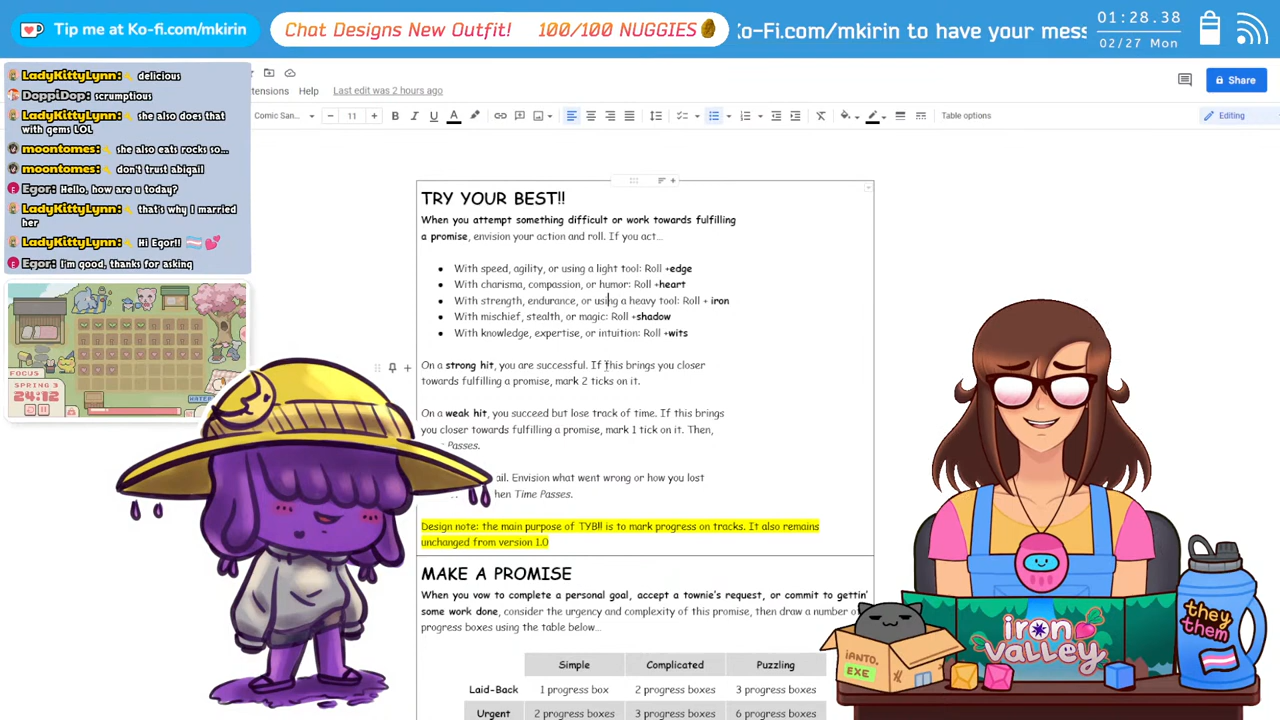 Tip me at Ko-fi.com/mkirin
Chat Designs New Outfit! 100/100 NUGGIES
Ko-Fi.com/mkirin to have your mess
01:28.38
02/27 Mon
LadyKittyLynn: delicious
DoppiDop: scrumptious
LadyKittyLynn: she also does that
with gems LOL
moontomes: she also eats rocks so...
moontomes: don't trust abigail
Egor: Hello, how are u today?
LadyKittyLynn: that's why I married
her
LadyKittyLynn: Hi Egor!!
Egor: I'm good, thanks for asking
FOCUS
SPRING 3
24:12
tensions Help Last edit was 2 hours ago
Share
Comic San... 11 B I U A
Table options
Editing
TRY YOUR BEST!!
When you attempt something difficult or work towards fulfilling
a promise, envision your action and roll. If you act...
● With speed, agility, or using a light tool: Roll +edge
● With charisma, compassion, or humor: Roll +heart
● With strength, endurance, or using a heavy tool: Roll + iron
● With mischief, stealth, or magic: Roll +shadow
● With knowledge, expertise, or intuition: Roll +wits
On a strong hit, you are successful. If this brings you closer
towards fulfilling a promise, mark 2 ticks on it.
On a weak hit, you succeed but lose track of time. If this brings
you closer towards fulfilling a promise, mark 1 tick on it. Then,
Passes.
ail. Envision what went wrong or how you lost
hen Time Passes.
Design note: the main purpose of TYB!! is to mark progress on tracks. It also remains
unchanged from version 1.0
MAKE A PROMISE
When you vow to complete a personal goal, accept a townie's request, or commit to gettin'
some work done, consider the urgency and complexity of this promise, then draw a number of
progress boxes using the table below...
Simple Complicated Puzzling
Laid-Back 1 progress box 2 progress boxes 3 progress boxes
Urgent 2 progress boxes 3 progress boxes 6 progress boxes
IANTO.
EXE
iron
valley
they
them